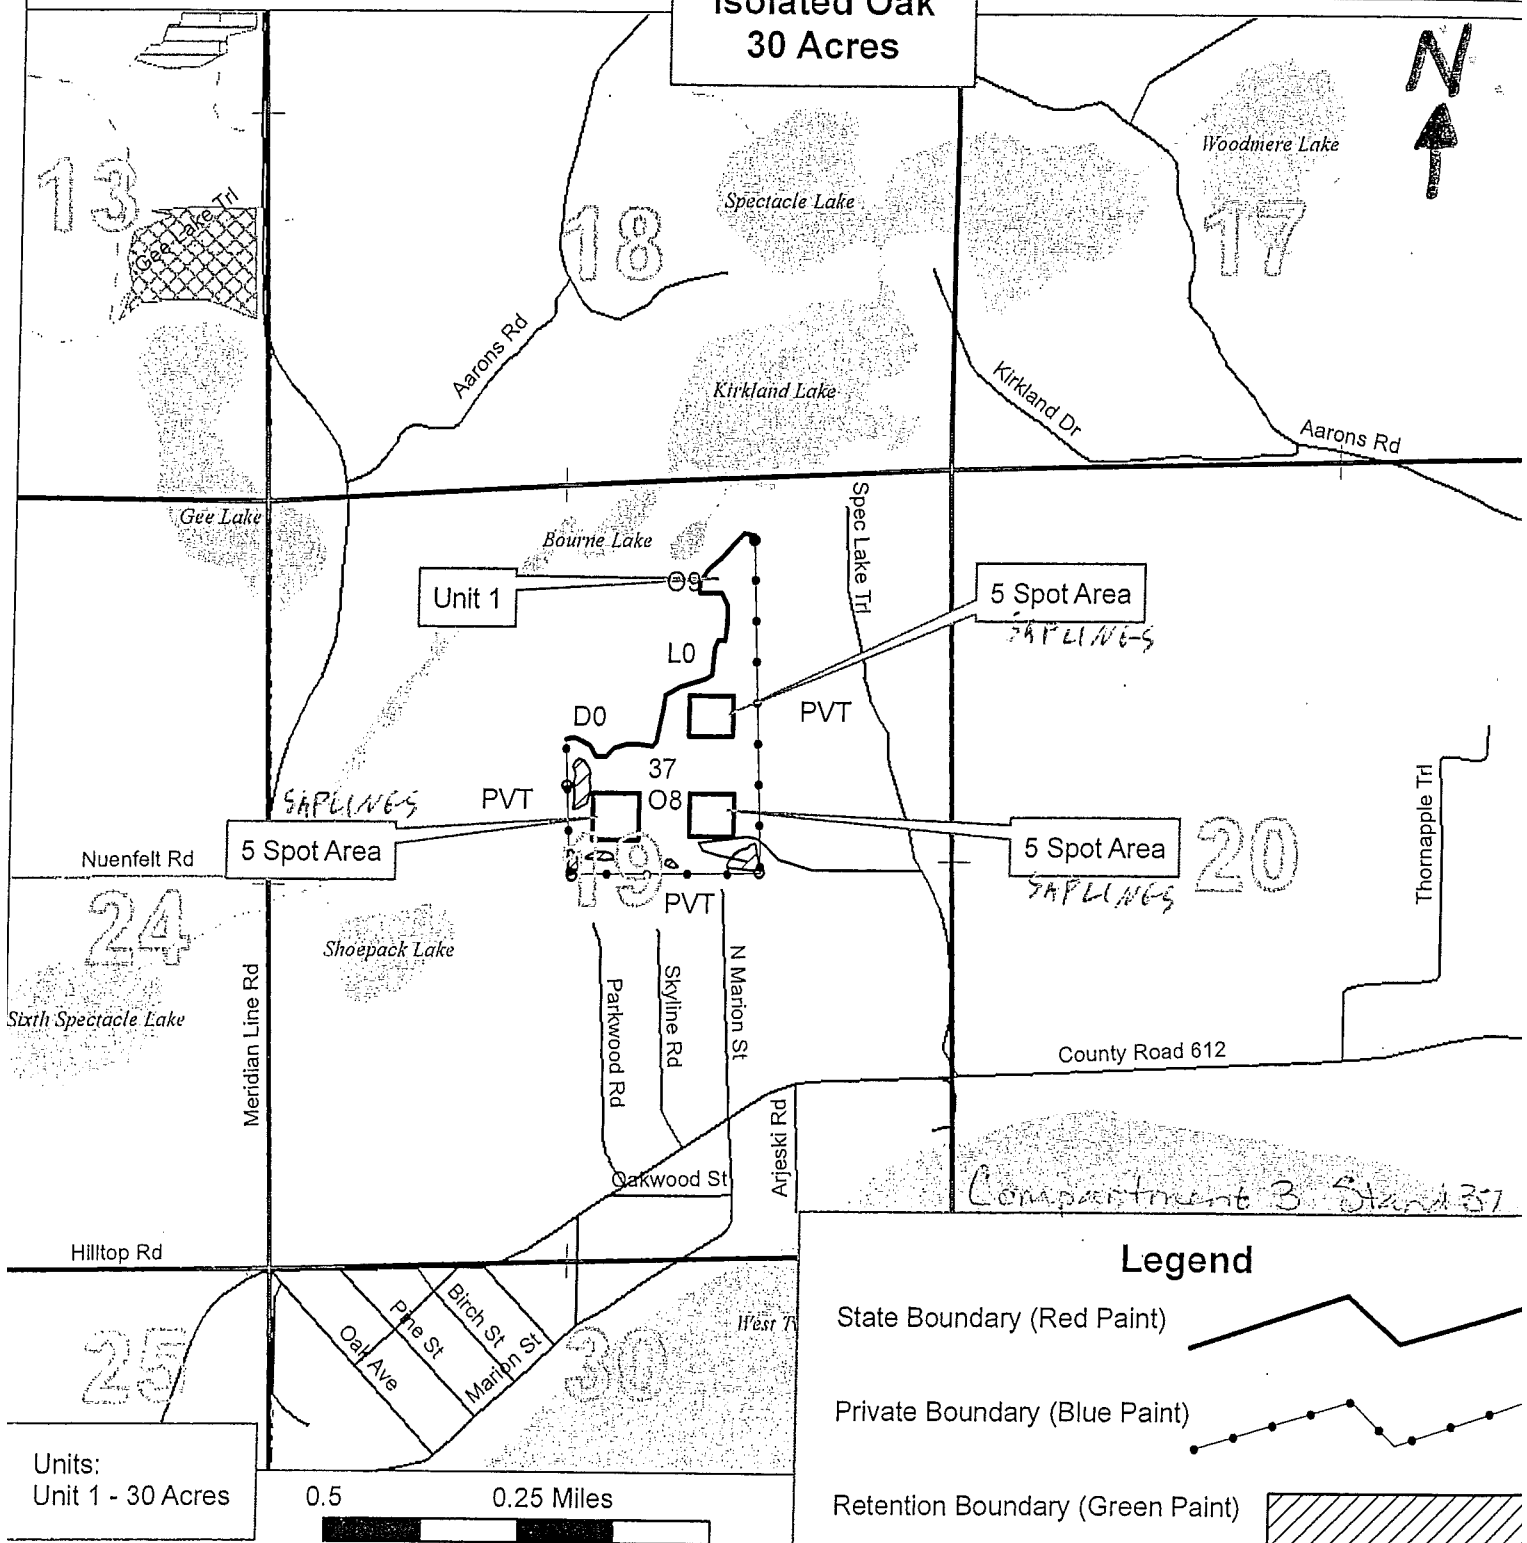 Isolated Oak
30 Acres
N
Woodmere Lake
13
Gee Lake Trl
Spectacle Lake
18
17
Aarons Rd
Kirkland Lake
Kirkland Dr
Aarons Rd
Gee Lake
Bourne Lake
Spec Lake Trl
Unit 1
O9
5 Spot Area
SAPLINGS
L0
D0
PVT
37
O8
PVT
SAPLINGS
5 Spot Area
Nuenfelt Rd
5 Spot Area
SAPLINGS
19
20
Thornapple Trl
PVT
24
Shoepack Lake
Sixth Spectacle Lake
Meridian Line Rd
Parkwood Rd
Skyline Rd
N Marion St
County Road 612
Arjeski Rd
Oakwood St
Compartment 3 Stand 37
Hilltop Rd
Legend
Birch St
Pine St
Oak Ave
Marion St
West T
25
30
State Boundary (Red Paint)
Private Boundary (Blue Paint)
Units:
Unit 1 - 30 Acres
0.5
0.25 Miles
Retention Boundary (Green Paint)